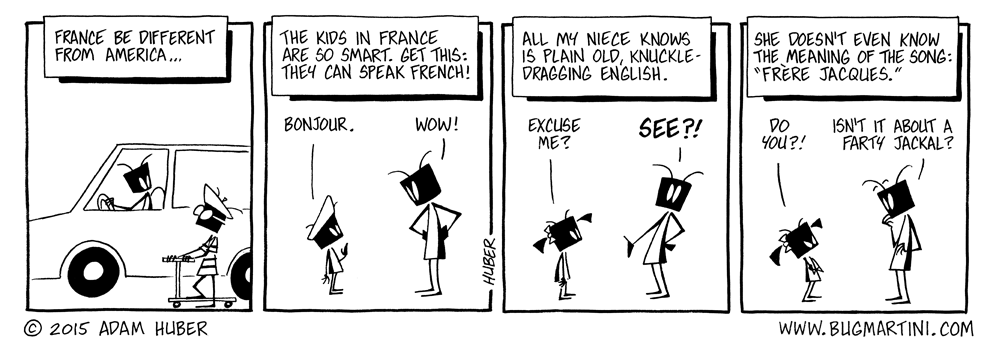 FRANCE BE DIFFERENT
FROM AMERICA...
THE KIDS IN FRANCE
ARE SO SMART. GET THIS:
THEY CAN SPEAK FRENCH!
BONJOUR.
WOW!
HUBER
ALL MY NIECE KNOWS
IS PLAIN OLD, KNUCKLE-
DRAGGING ENGLISH.
EXCUSE
ME?
SEE?!
SHE DOESN'T EVEN KNOW
THE MEANING OF THE SONG:
"FRÈRE JACQUES."
DO
YOU?!
ISN'T IT ABOUT A
FARTY JACKAL?
© 2015 ADAM HUBER
WWW.BUGMARTINI.COM